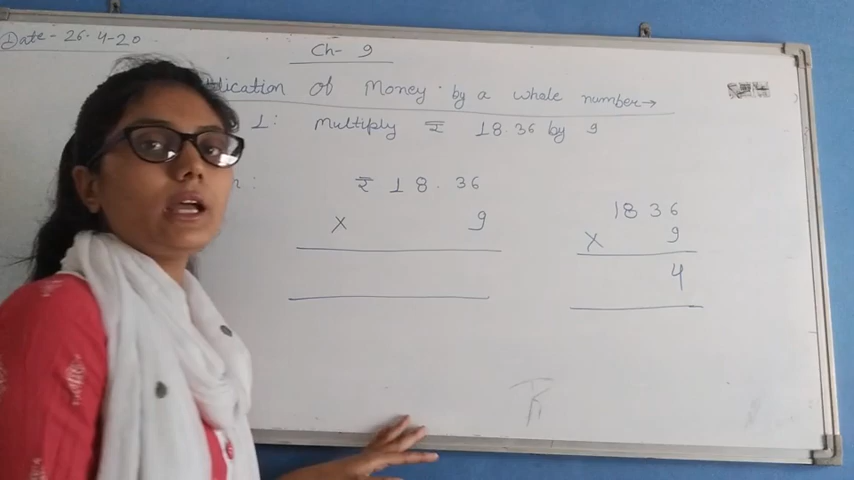 Date - 26.4-20
Ch- 9
of Money by a whole number→
1: Multiply ₹ 18.36 by 9
₹ 18.36
1836
× 9
× 9
4